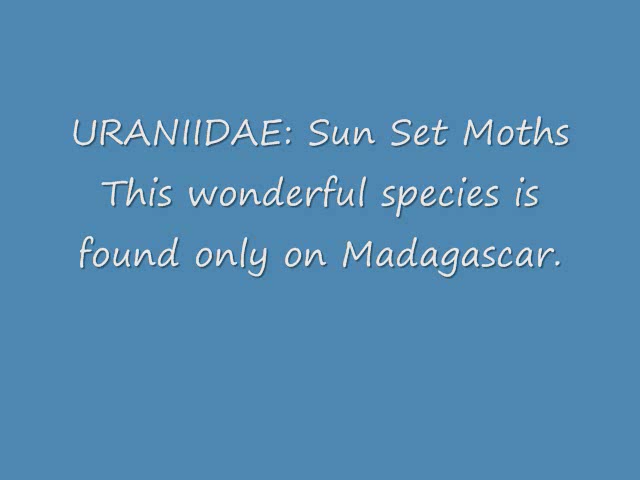 URANIIDAE: Sun Set Moths
This wonderful species is
found only on Madagascar.